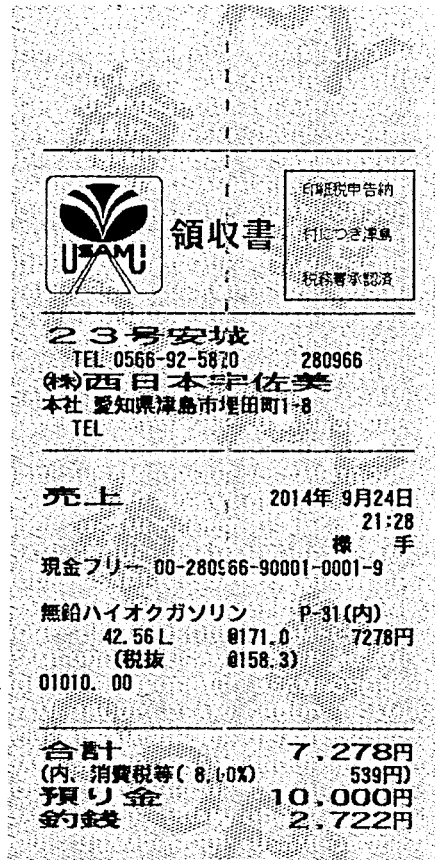 USAMI
領収書
印紙税申告納
付につき津島
税務署承認済
23号安城
TEL 0566-92-5870 280966
(株)西日本宇佐美
本社 愛知県津島市埋田町1-8
TEL
売上 2014年 9月24日
21:28
様 手
現金フリー 00-280966-90001-0001-9
無鉛ハイオクガソリン P-31(内)
42.56L @171.0 7278円
(税抜 @158.3)
01010. 00
合計 7,278円
(内、消費税等( 8.00%) 539円)
預り金 10,000円
釣銭 2,722円